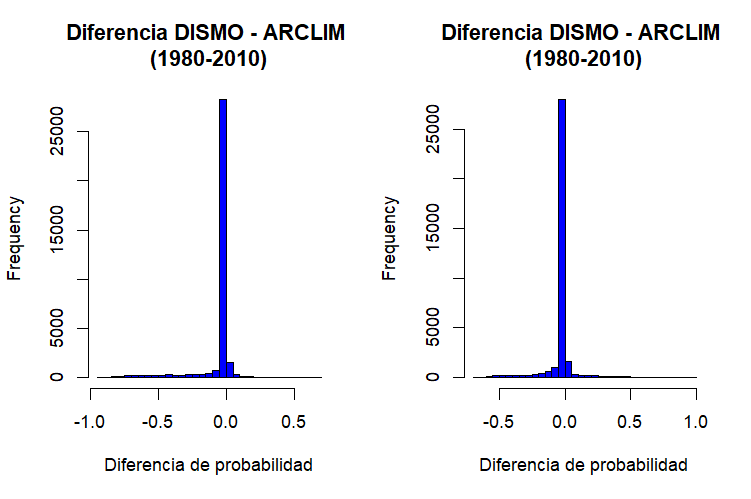 Diferencia DISMO - ARCLIM
(1980-2010)
Frequency
25000
15000
5000
0
-1.0 -0.5 0.0 0.5
Diferencia de probabilidad
Diferencia DISMO - ARCLIM
(1980-2010)
Frequency
25000
15000
5000
0
-0.5 0.0 0.5 1.0
Diferencia de probabilidad